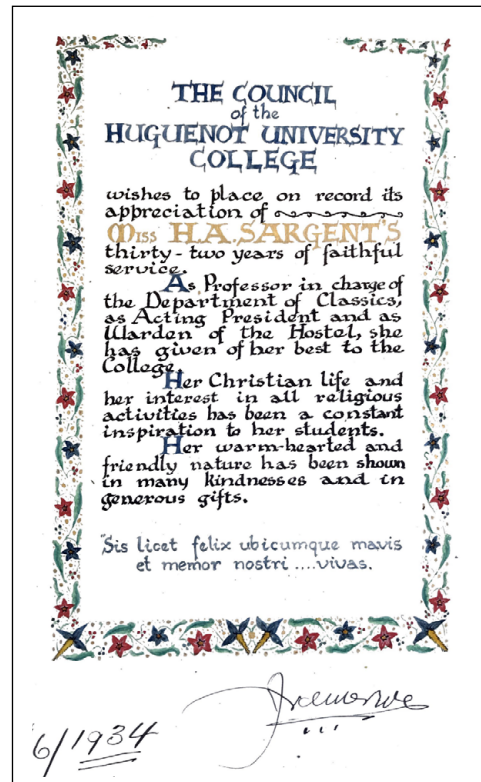 THE COUNCIL
of the
HUGUENOT UNIVERSITY
COLLEGE
wishes to place on record its
appreciation of
MISS H.A. SARGENT'S
thirty-two years of faithful
service.
As Professor in charge of
the Department of Classics,
as Acting President and as
Warden of the Hostel, she
has given of her best to the
College.
Her Christian life and
her interest in all religious
activities has been a constant
inspiration to her students.
Her warm-hearted and
friendly nature has been shown
in many kindnesses and in
generous gifts.
"Sis licet felix ubicumque mavis
et memor nostri ....vivas.
6/1934